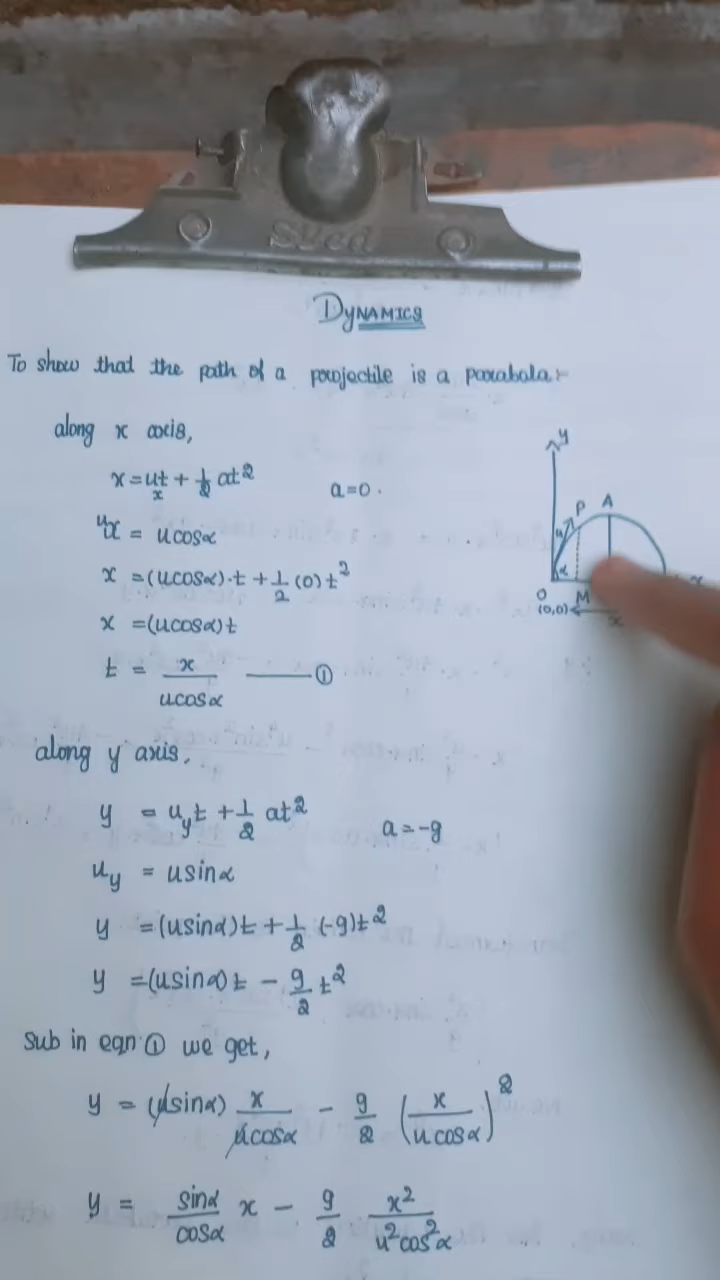 Sued
DYNAMICS
To show that the path of a projectile is a parabola:-
along x axis,
x = uₓt + 1/2 at² a=0.
uₓ = ucosα
x = (ucosα).t + 1/2 (0) t²
x = (ucosα)t
t = x/ucosα ——— ①
y
P A
u
α
O M
(0,0) x
x
along y axis,
y = u_y t + 1/2 at² a = -g
u_y = usinα
y = (usinα)t + 1/2 (-g)t²
y = (usinα)t - g/2 t²
Sub in eqn ① we get,
y = (usinα) x/ucosα - g/2 (x/ucosα)²
y = sinα/cosα x - g/2 x²/u²cos²α